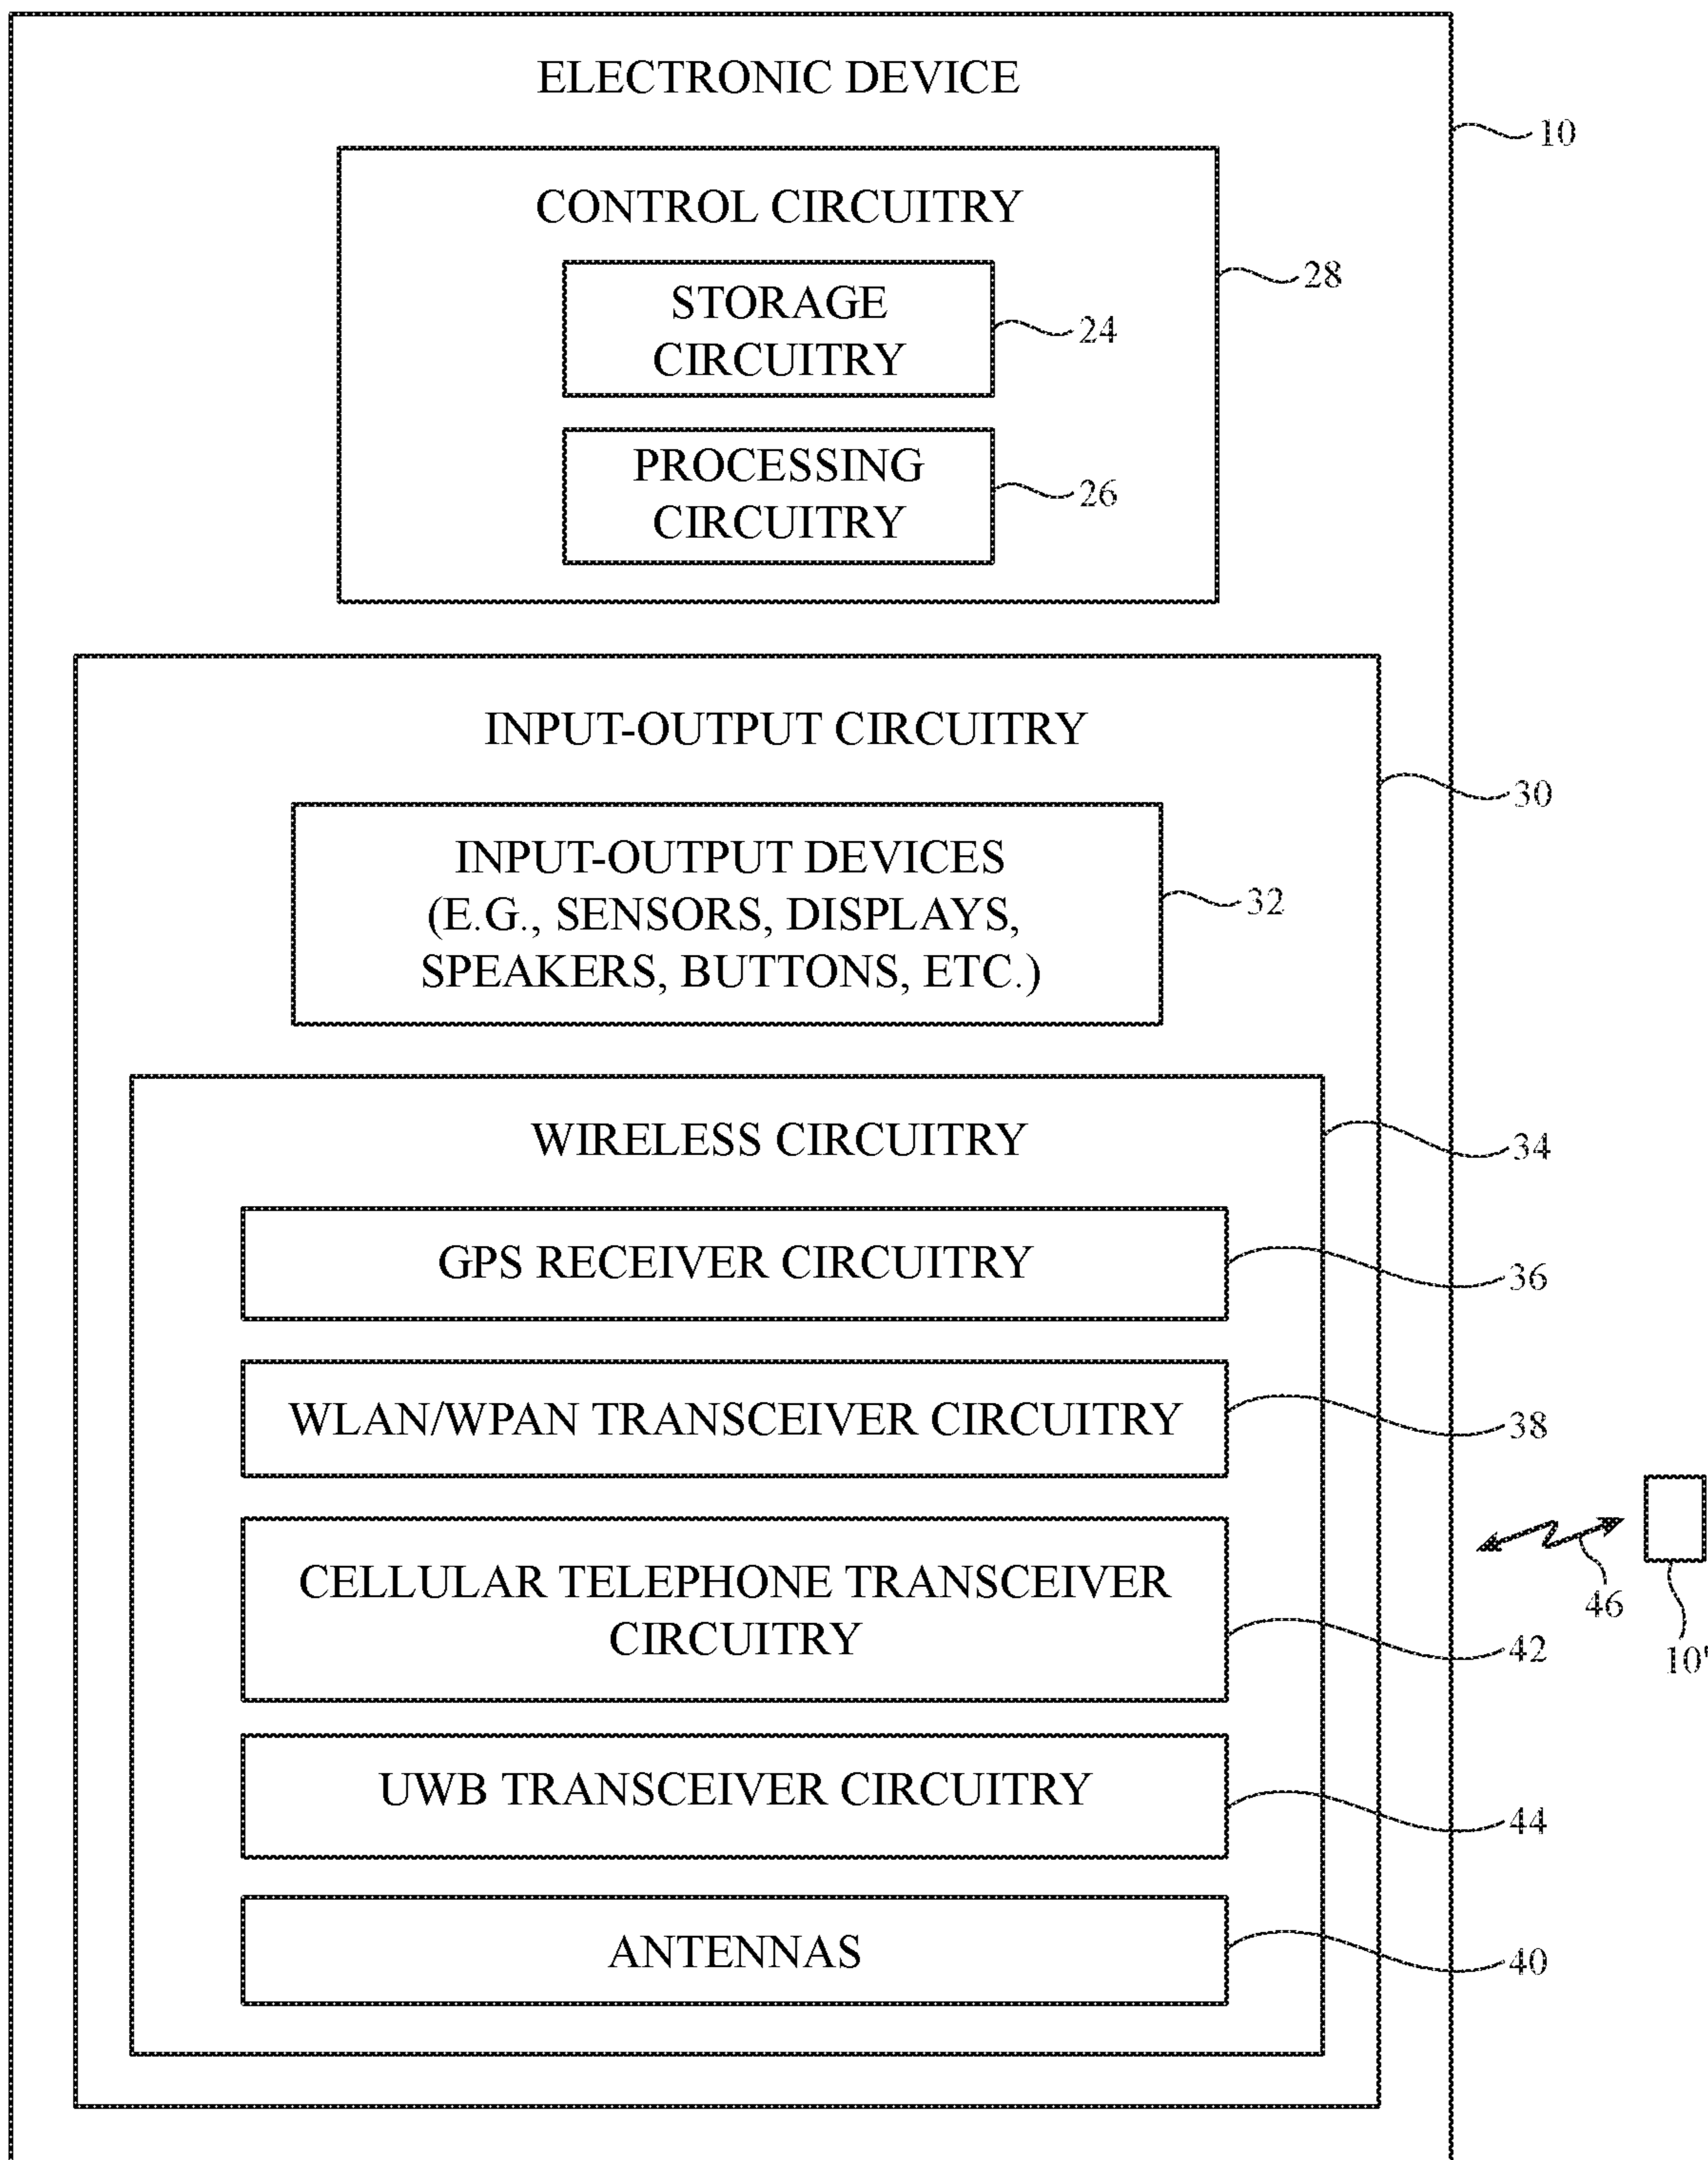 ELECTRONIC DEVICE
10
CONTROL CIRCUITRY
28
STORAGE
CIRCUITRY
24
PROCESSING
CIRCUITRY
26
INPUT-OUTPUT CIRCUITRY
30
INPUT-OUTPUT DEVICES
(E.G., SENSORS, DISPLAYS,
SPEAKERS, BUTTONS, ETC.)
32
WIRELESS CIRCUITRY
34
GPS RECEIVER CIRCUITRY
36
WLAN/WPAN TRANSCEIVER CIRCUITRY
38
CELLULAR TELEPHONE TRANSCEIVER
CIRCUITRY
42
46
10'
UWB TRANSCEIVER CIRCUITRY
44
ANTENNAS
40